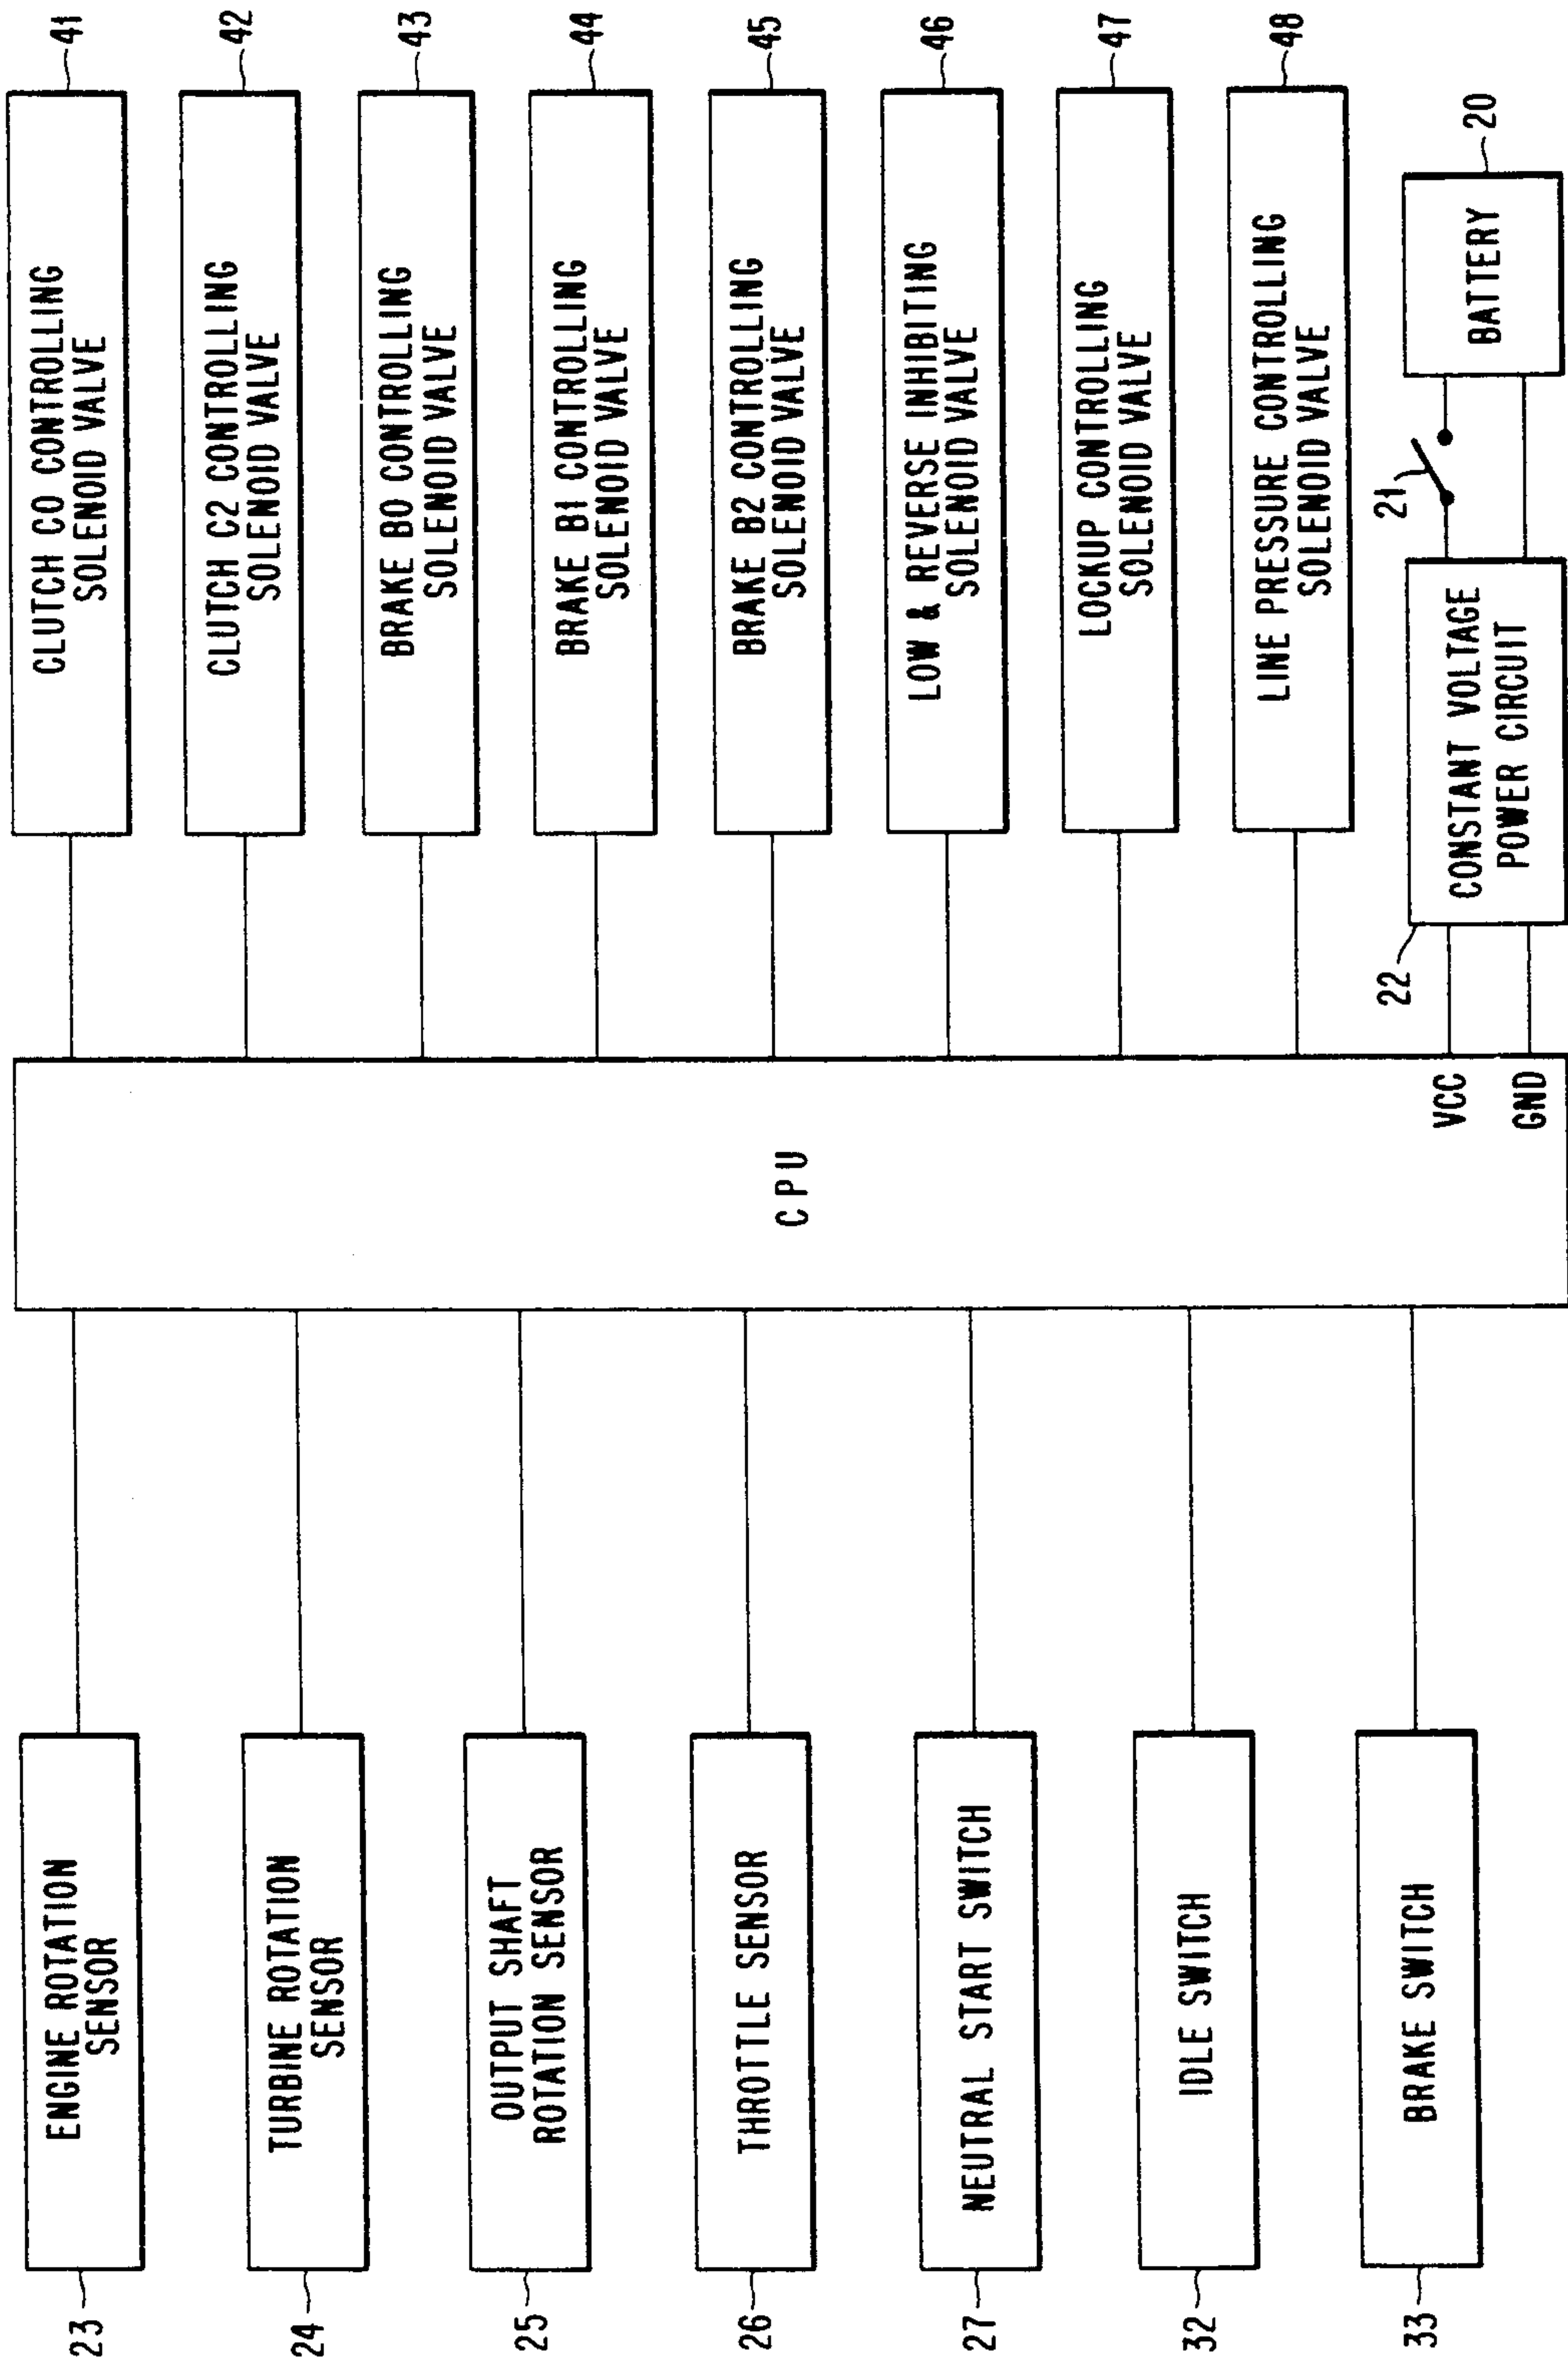 23
ENGINE ROTATION
SENSOR
24
TURBINE ROTATION
SENSOR
25
OUTPUT SHAFT
ROTATION SENSOR
26
THROTTLE SENSOR
27
NEUTRAL START SWITCH
32
IDLE SWITCH
33
BRAKE SWITCH
CPU
VCC
GND
CLUTCH C0 CONTROLLING
SOLENOID VALVE
41
CLUTCH C2 CONTROLLING
SOLENOID VALVE
42
BRAKE B0 CONTROLLING
SOLENOID VALVE
43
BRAKE B1 CONTROLLING
SOLENOID VALVE
44
BRAKE B2 CONTROLLING
SOLENOID VALVE
45
LOW & REVERSE INHIBITING
SOLENOID VALVE
46
LOCKUP CONTROLLING
SOLENOID VALVE
47
LINE PRESSURE CONTROLLING
SOLENOID VALVE
48
22
CONSTANT VOLTAGE
POWER CIRCUIT
21
BATTERY
20